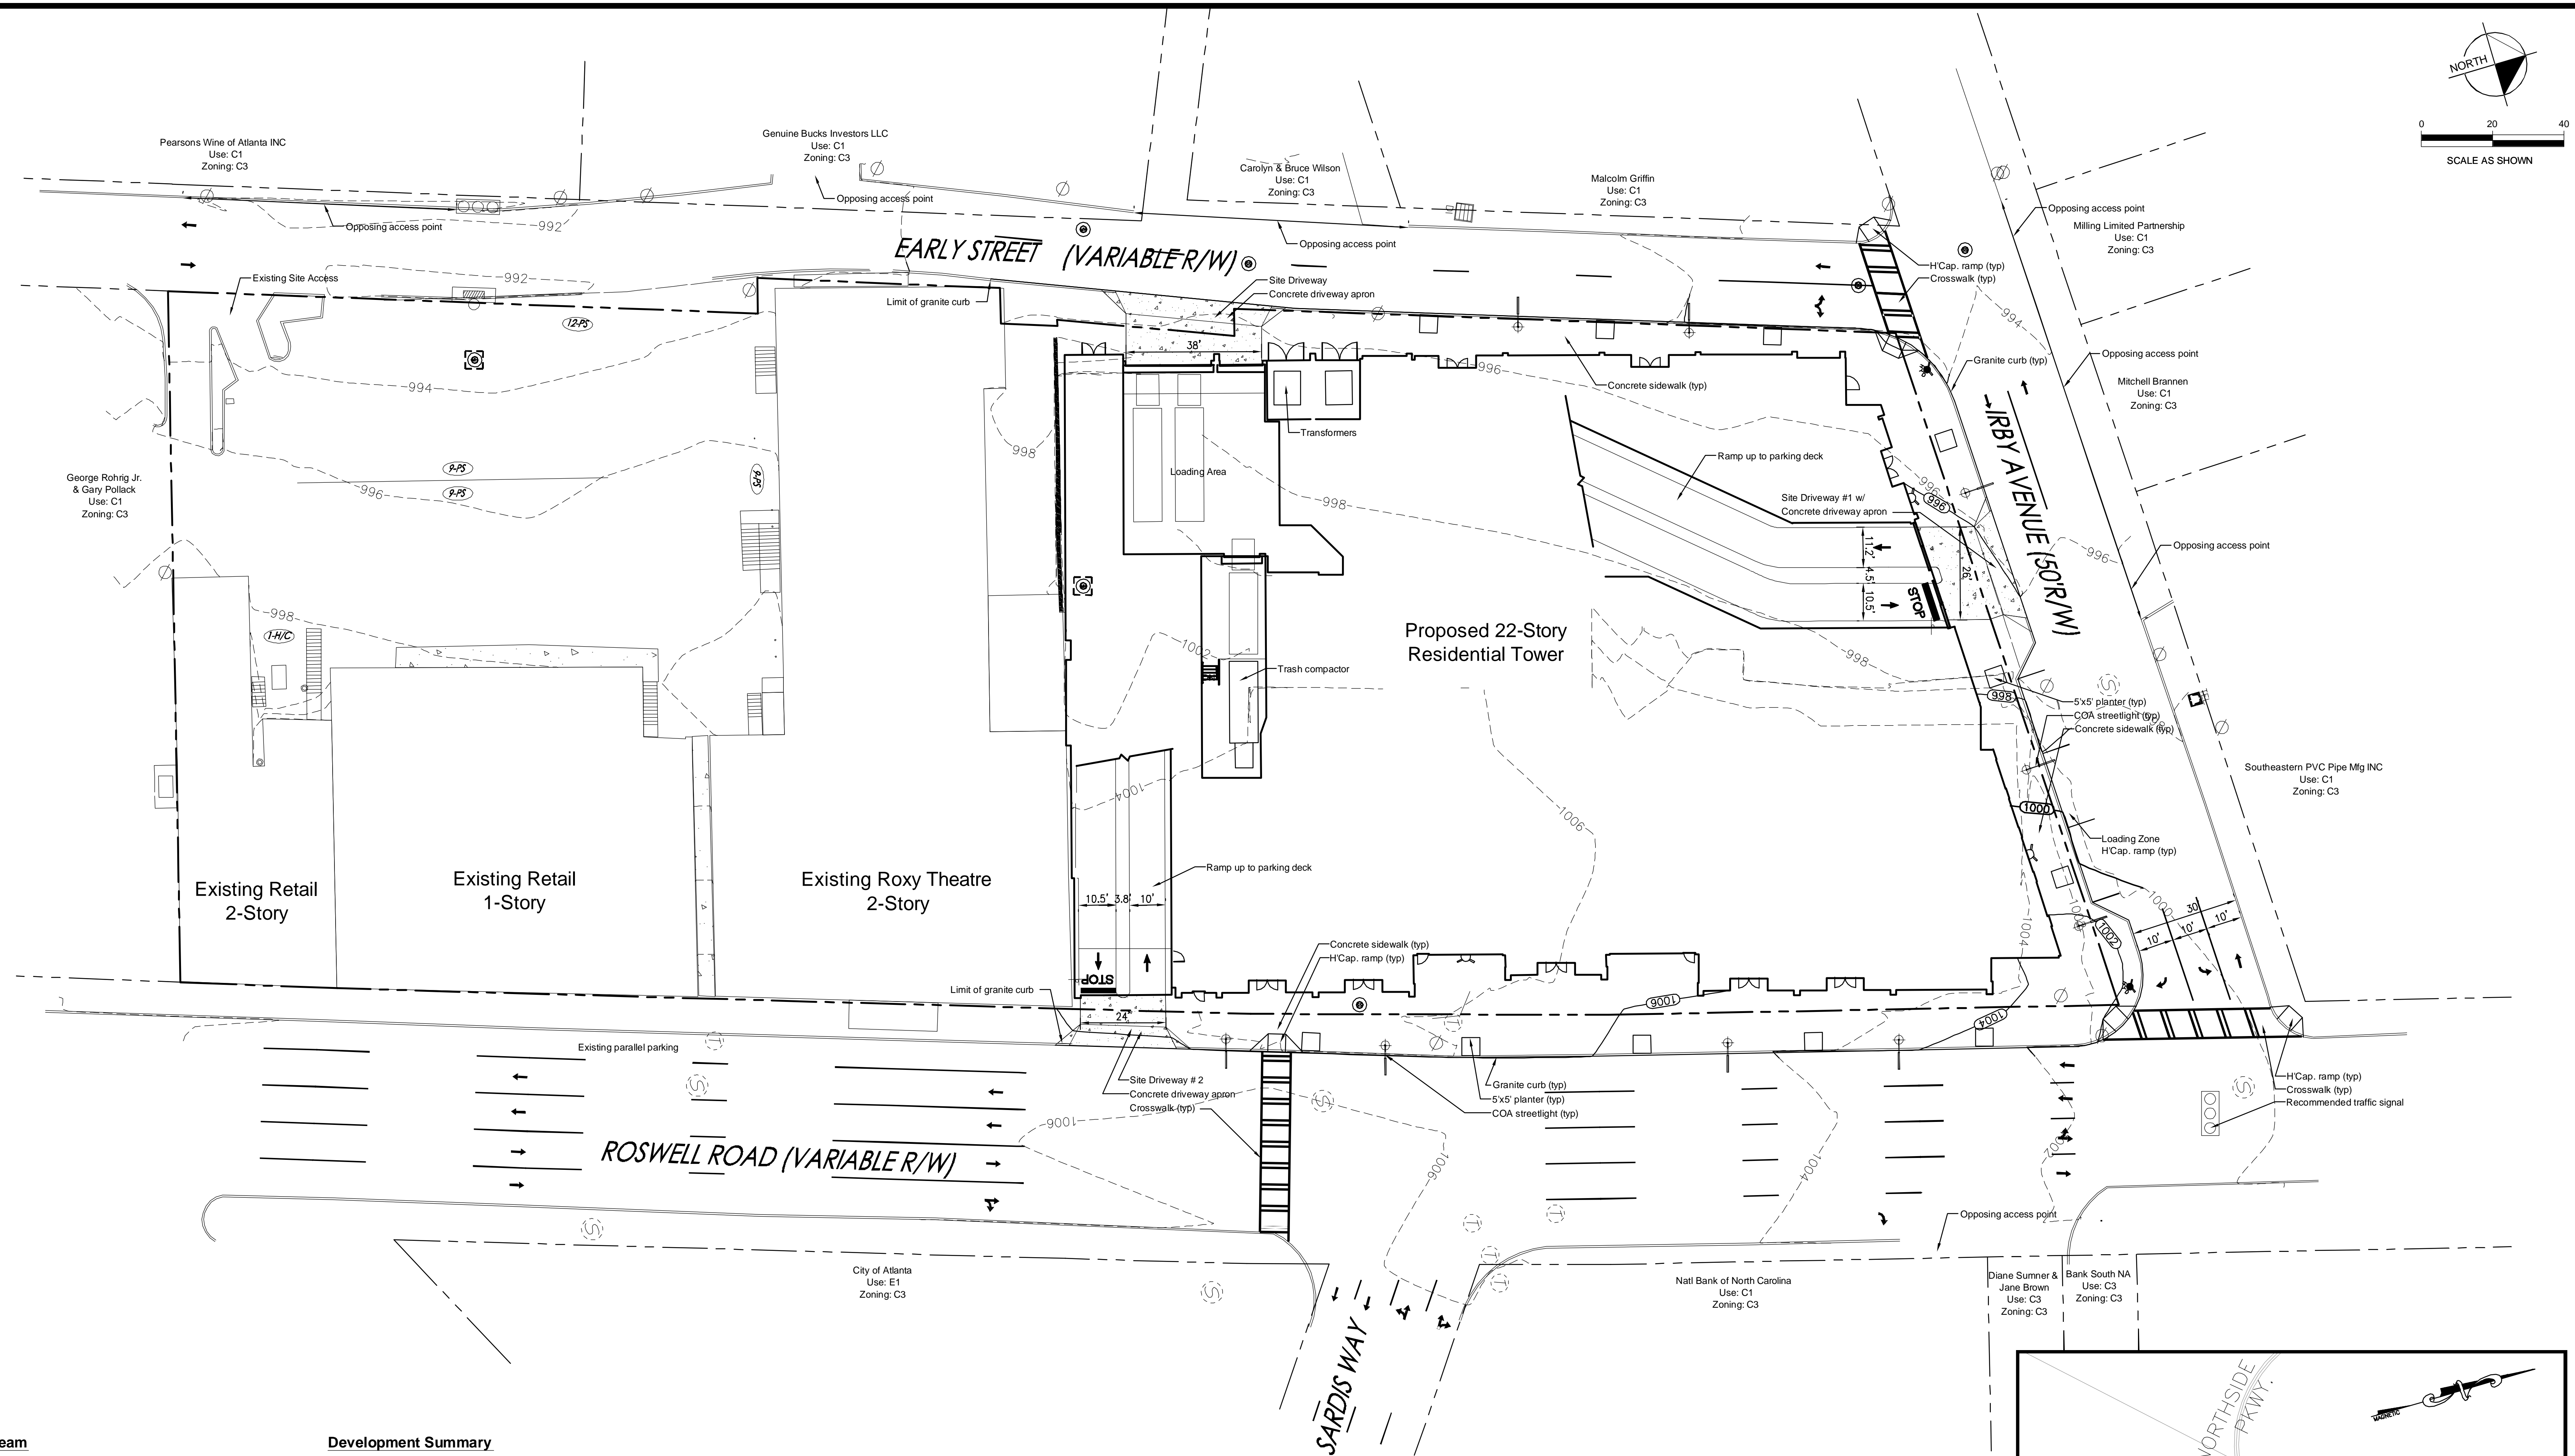 NORTH
0 20 40
SCALE AS SHOWN
Pearsons Wine of Atlanta INC
Use: C1
Zoning: C3
Genuine Bucks Investors LLC
Use: C1
Zoning: C3
Opposing access point
Carolyn & Bruce Wilson
Use: C1
Zoning: C3
Malcolm Griffin
Use: C1
Zoning: C3
Opposing access point
Milling Limited Partnership
Use: C1
Zoning: C3
Opposing access point
992
EARLY STREET (VARIABLE R/W)
Opposing access point
H'Cap. ramp (typ)
Crosswalk (typ)
Existing Site Access
992
Site Driveway
Concrete driveway apron
Limit of granite curb
12-PS
994
38'
Granite curb (typ)
Opposing access point
Mitchell Brannen
Use: C1
Zoning: C3
994
996
Concrete sidewalk (typ)
Transformers
IRBY AVENUE (50'R/W)
998
Ramp up to parking deck
Loading Area
9-PS
9-PS
9-PS
996
George Rohrig Jr.
& Gary Pollack
Use: C1
Zoning: C3
998
Site Driveway #1 w/
Concrete driveway apron
996
996
11.2'
4.5'
10.5'
26'
STOP
996
Opposing access point
998
1-H/C
Proposed 22-Story
Residential Tower
1002
Trash compactor
998
998
5'x5' planter (typ)
COA streetlight (typ)
Concrete sidewalk (typ)
998
Southeastern PVC Pipe Mfg INC
Use: C1
Zoning: C3
1004
1006
1000
Loading Zone
H'Cap. ramp (typ)
Ramp up to parking deck
Existing Retail
2-Story
Existing Retail
1-Story
Existing Roxy Theatre
2-Story
10.5' 3.8' 10'
STOP
1004
1002
1000
30'
10' 10' 10'
Concrete sidewalk (typ)
H'Cap. ramp (typ)
Limit of granite curb
24'
1006
1004
Existing parallel parking
Site Driveway # 2
Concrete driveway apron
Crosswalk (typ)
Granite curb (typ)
5'x5' planter (typ)
COA streetlight (typ)
H'Cap. ramp (typ)
Crosswalk (typ)
Recommended traffic signal
1006
ROSWELL ROAD (VARIABLE R/W)
1006
1004
1002
Opposing access point
City of Atlanta
Use: E1
Zoning: C3
Natl Bank of North Carolina
Use: C1
Zoning: C3
Diane Sumner &
Jane Brown
Use: C3
Zoning: C3
Bank South NA
Use: C3
Zoning: C3
SARDIS WAY
NORTHSIDE
PKWY.
MAGNETIC
Development Summary